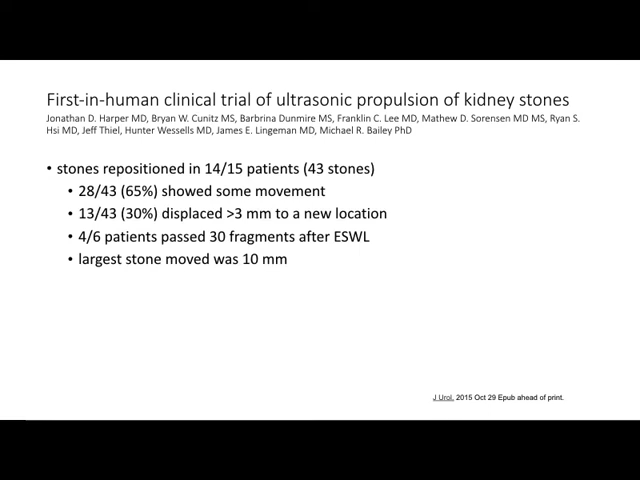 First-in-human clinical trial of ultrasonic propulsion of kidney stones
Jonathan D. Harper MD, Bryan W. Cunitz MS, Barbrina Dunmire MS, Franklin C. Lee MD, Mathew D. Sorensen MD MS, Ryan S.
Hsi MD, Jeff Thiel, Hunter Wessells MD, James E. Lingeman MD, Michael R. Bailey PhD
• stones repositioned in 14/15 patients (43 stones)
• 28/43 (65%) showed some movement
• 13/43 (30%) displaced >3 mm to a new location
• 4/6 patients passed 30 fragments after ESWL
• largest stone moved was 10 mm
J Urol. 2015 Oct 29 Epub ahead of print.